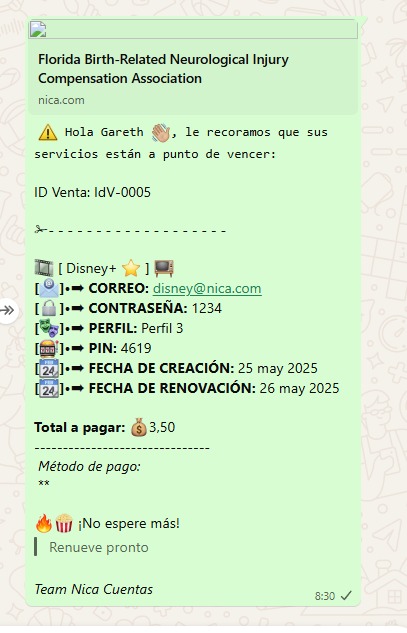 Florida Birth-Related Neurological Injury
Compensation Association
nica.com
⚠️ Hola Gareth 👋🏼, le recoramos que sus
servicios están a punto de vencer:
ID Venta: IdV-0005
✁- - - - - - - - - - - - - - - - - - -
🎞️ [ Disney+ ⭐ ] 📺
[📧]•➡ CORREO: disney@nica.com
[🔒]•➡ CONTRASEÑA: 1234
[🎭]•➡ PERFIL: Perfil 3
[🎰]•➡ PIN: 4619
[📆]•➡ FECHA DE CREACIÓN: 25 may 2025
[📆]•➡ FECHA DE RENOVACIÓN: 26 may 2025
Total a pagar: 💰3,50
------------------------------
Método de pago:
**
🔥🍿 ¡No espere más!
Renueve pronto
Team Nica Cuentas
8:30 ✓